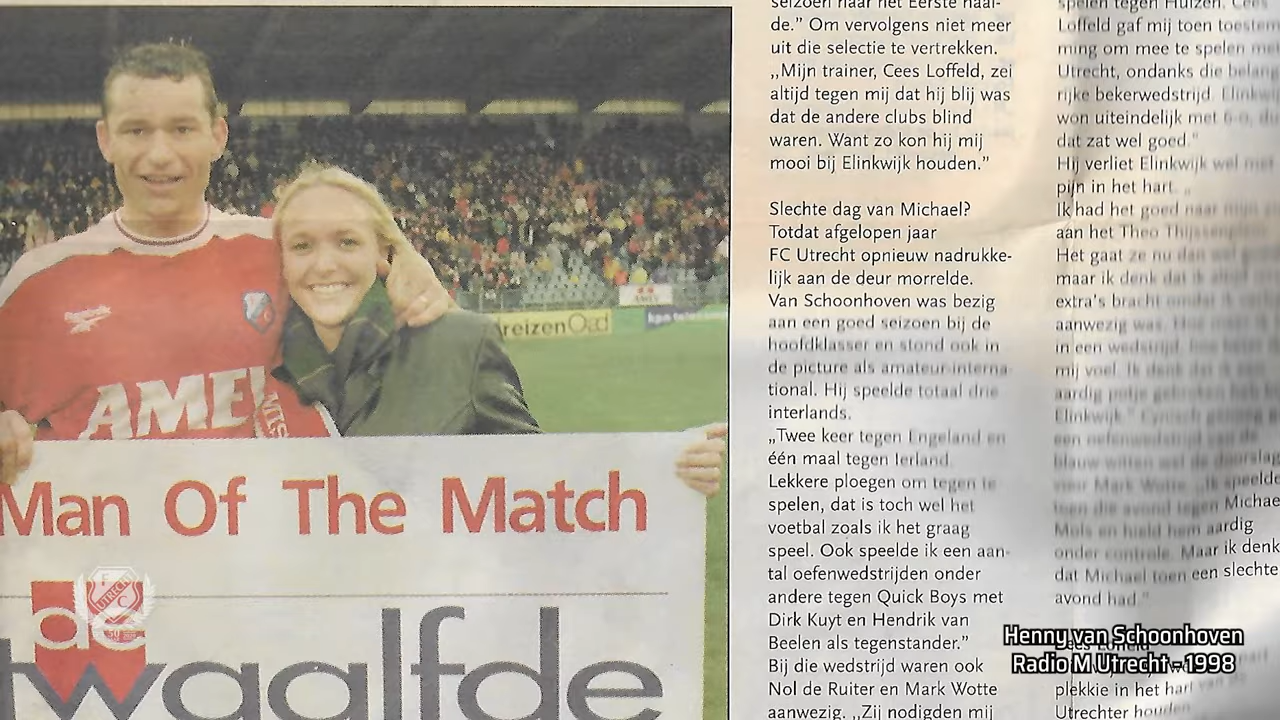 Reebok
AMEV
reizen
Man Of The Match
de
twaalfde
F
C
UTRECHT
50
seizoen naar het Eerste haal-
de.” Om vervolgens niet meer
uit die selectie te vertrekken.
„Mijn trainer, Cees Loffeld, zei
altijd tegen mij dat hij blij was
dat de andere clubs blind
waren. Want zo kon hij mij
mooi bij Elinkwijk houden.”
Slechte dag van Michael?
Totdat afgelopen jaar
FC Utrecht opnieuw nadrukke-
lijk aan de deur morrelde.
Van Schoonhoven was bezig
aan een goed seizoen bij de
hoofdklasser en stond ook in
de picture als amateur-interna-
tional. Hij speelde totaal drie
interlands.
„Twee keer tegen Engeland en
één maal tegen Ierland.
Lekkere ploegen om tegen te
spelen, dat is toch wel het
voetbal zoals ik het graag
speel. Ook speelde ik een aan-
tal oefenwedstrijden onder
andere tegen Quick Boys met
Dirk Kuyt en Hendrik van
Beelen als tegenstander.”
Bij die wedstrijd waren ook
Nol de Ruiter en Mark Wotte
aanwezig. „Zij nodigden mij
spelen tegen Huizen. Cees
Loffeld gaf mij toen toestem-
ming om mee te spelen met
Utrecht, ondanks die belang-
rijke bekerwedstrijd. Elinkwijk
won uiteindelijk met 6-0, dus
dat zat wel goed.”
Hij verliet Elinkwijk wel met
pijn in het hart. „
Ik had het goed naar mijn
aan het Theo Thijssenplein.
Het gaat ze nu dan wel
maar ik denk dat ik altijd
extra's bracht omdat ik
aanwezig was.
in een wedstrijd.
mij voel. Ik denk dat ik een
aardig potje gebroken heb bij
Elinkwijk.”
een oefenwedstrijd van de
blauw-witten wel de doorslag
voor Mark Wotte. „Ik speelde
toen die avond tegen Michael
Mols en hield hem aardig
onder controle. Maar ik denk
dat Michael toen een slechte
avond had.”
Cees Loffeld
plekkie in het hart van de
Utrechter houden.
Henny van Schoonhoven
Radio M Utrecht - 1998